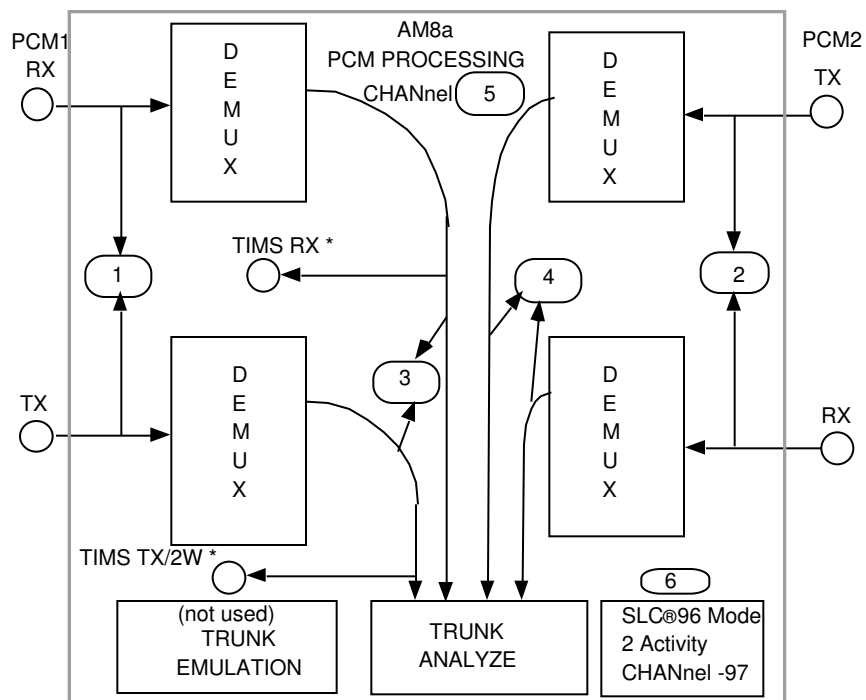 AM8a
PCM PROCESSING
CHANnel 5
PCM1
RX
PCM2
TX
D
E
M
U
X
D
E
M
U
X
TIMS RX *
1
4
2
3
D
E
M
U
X
D
E
M
U
X
TX
RX
TIMS TX/2W *
(not used)
TRUNK
EMULATION
TRUNK
ANALYZE
6
SLC®96 Mode
2 Activity
CHANnel -97